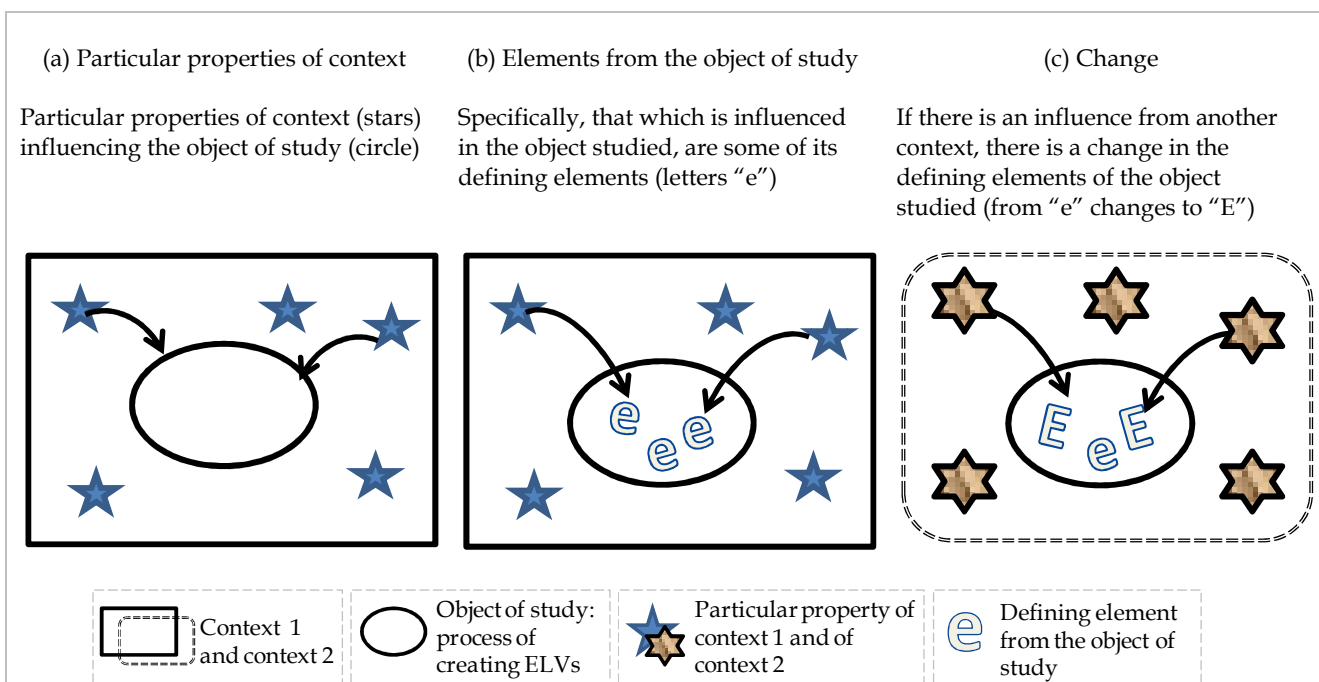 (a) Particular properties of context
Particular properties of context (stars)
influencing the object of study (circle)
(b) Elements from the object of study
Specifically, that which is influenced
in the object studied, are some of its
defining elements (letters “e”)
(c) Change
If there is an influence from another
context, there is a change in the
defining elements of the object
studied (from “e” changes to “E”)
e
e
e
E
e
E
Context 1
and context 2
Object of study:
process of
creating ELVs
Particular property of
context 1 and of
context 2
e
Defining element
from the object of
study